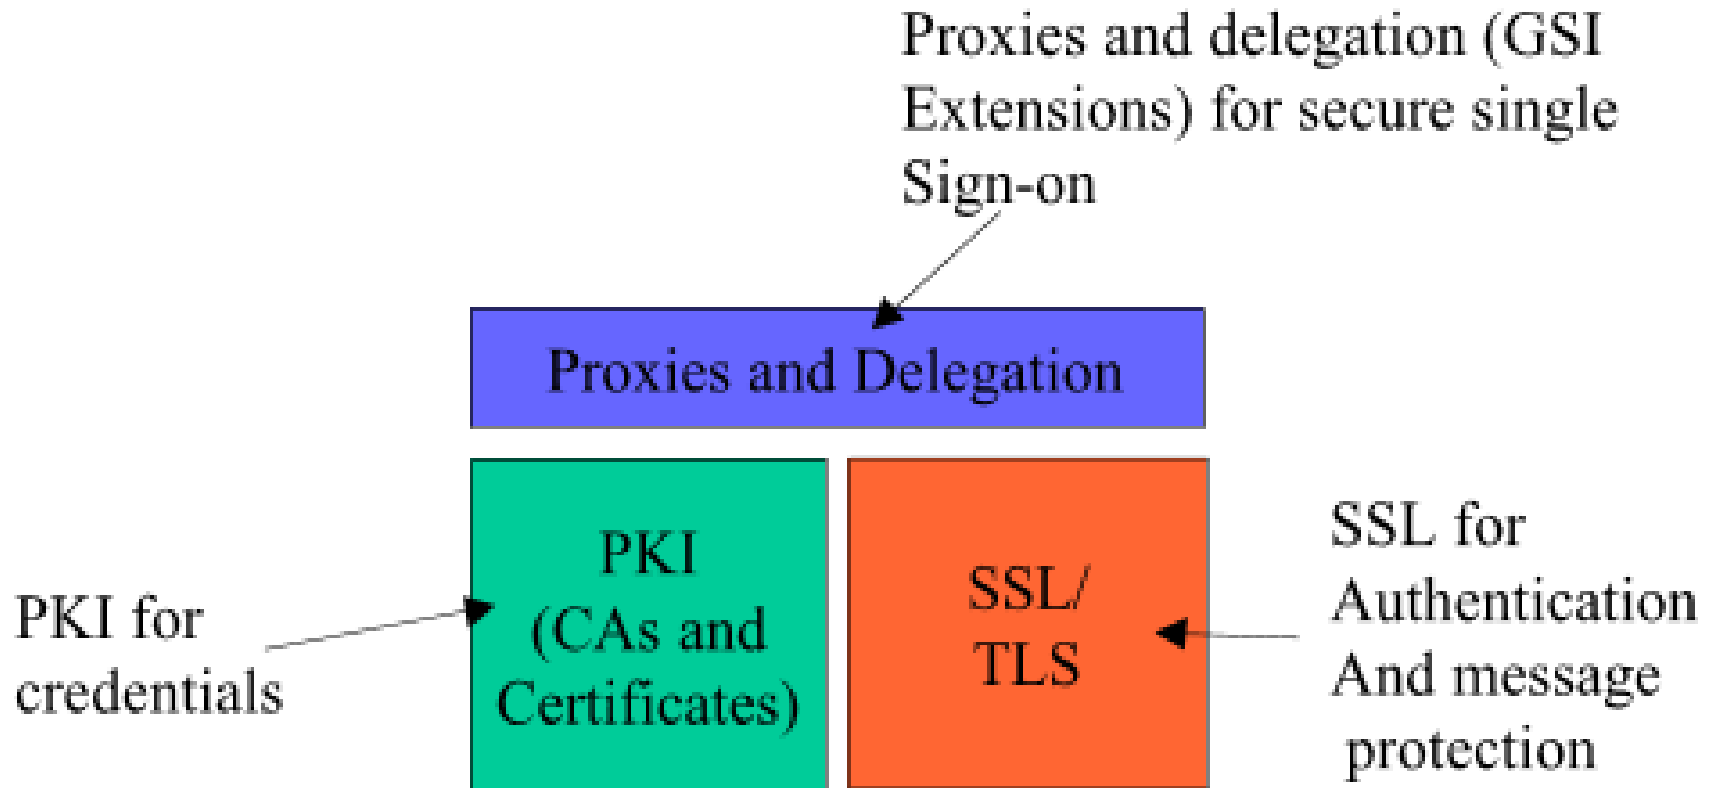 Proxies and delegation (GSI
Extensions) for secure single
Sign-on
Proxies and Delegation
PKI for
credentials
PKI
(CAs and
Certificates)
SSL/
TLS
SSL for
Authentication
And message
protection